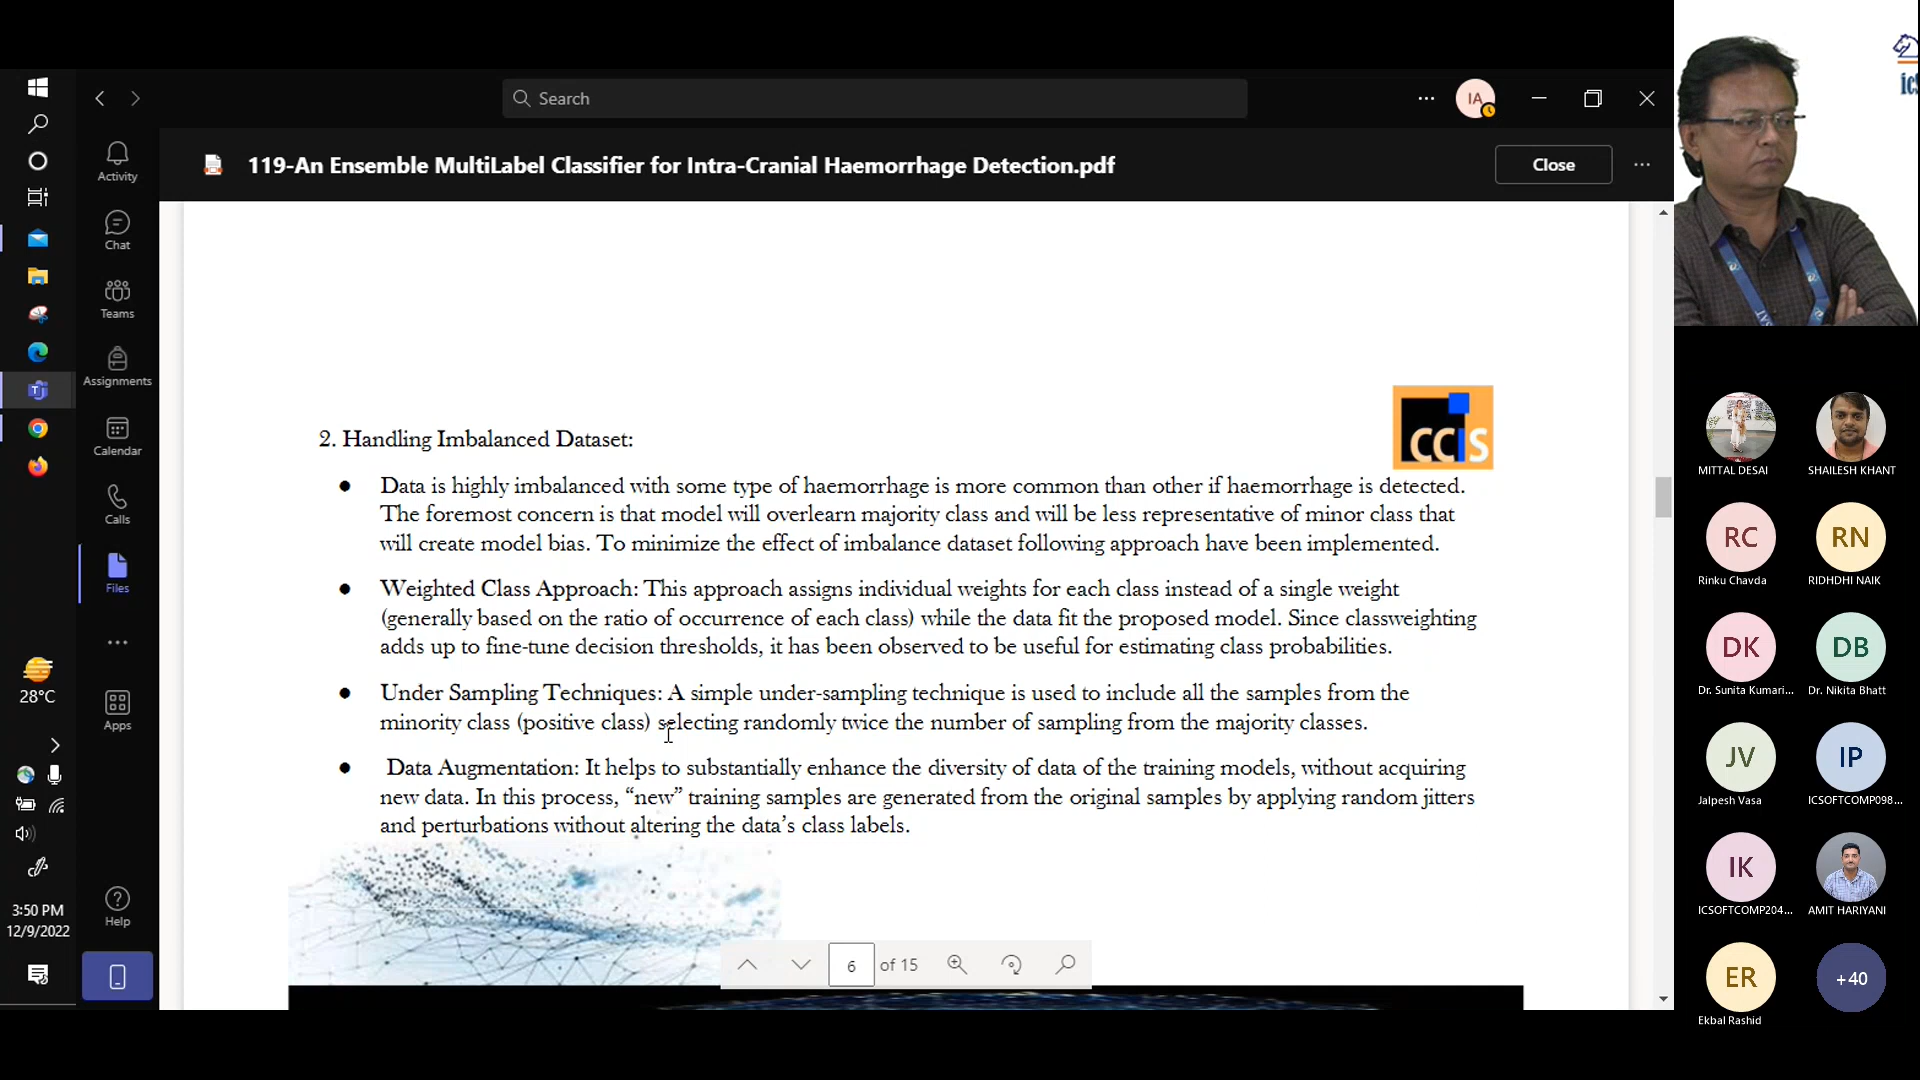 Search
IA
119-An Ensemble MultiLabel Classifier for Intra-Cranial Haemorrhage Detection.pdf
Close
Activity
Chat
Teams
Assignments
Calendar
Calls
Files
Apps
Help
28°C
3:50 PM
12/9/2022
CCIS
2. Handling Imbalanced Dataset:
● Data is highly imbalanced with some type of haemorrhage is more common than other if haemorrhage is detected.
The foremost concern is that model will overlearn majority class and will be less representative of minor class that
will create model bias. To minimize the effect of imbalance dataset following approach have been implemented.
● Weighted Class Approach: This approach assigns individual weights for each class instead of a single weight
(generally based on the ratio of occurrence of each class) while the data fit the proposed model. Since classweighting
adds up to fine-tune decision thresholds, it has been observed to be useful for estimating class probabilities.
● Under Sampling Techniques: A simple under-sampling technique is used to include all the samples from the
minority class (positive class) selecting randomly twice the number of sampling from the majority classes.
● Data Augmentation: It helps to substantially enhance the diversity of data of the training models, without acquiring
new data. In this process, “new” training samples are generated from the original samples by applying random jitters
and perturbations without altering the data’s class labels.
6 of 15
MITTAL DESAI
SHAILESH KHANT
RC
Rinku Chavda
RN
RIDHDHI NAIK
DK
Dr. Sunita Kumari...
DB
Dr. Nikita Bhatt
JV
Jalpesh Vasa
IP
ICSOFTCOMP098...
IK
ICSOFTCOMP204...
AMIT HARIYANI
ER
Ekbal Rashid
+40